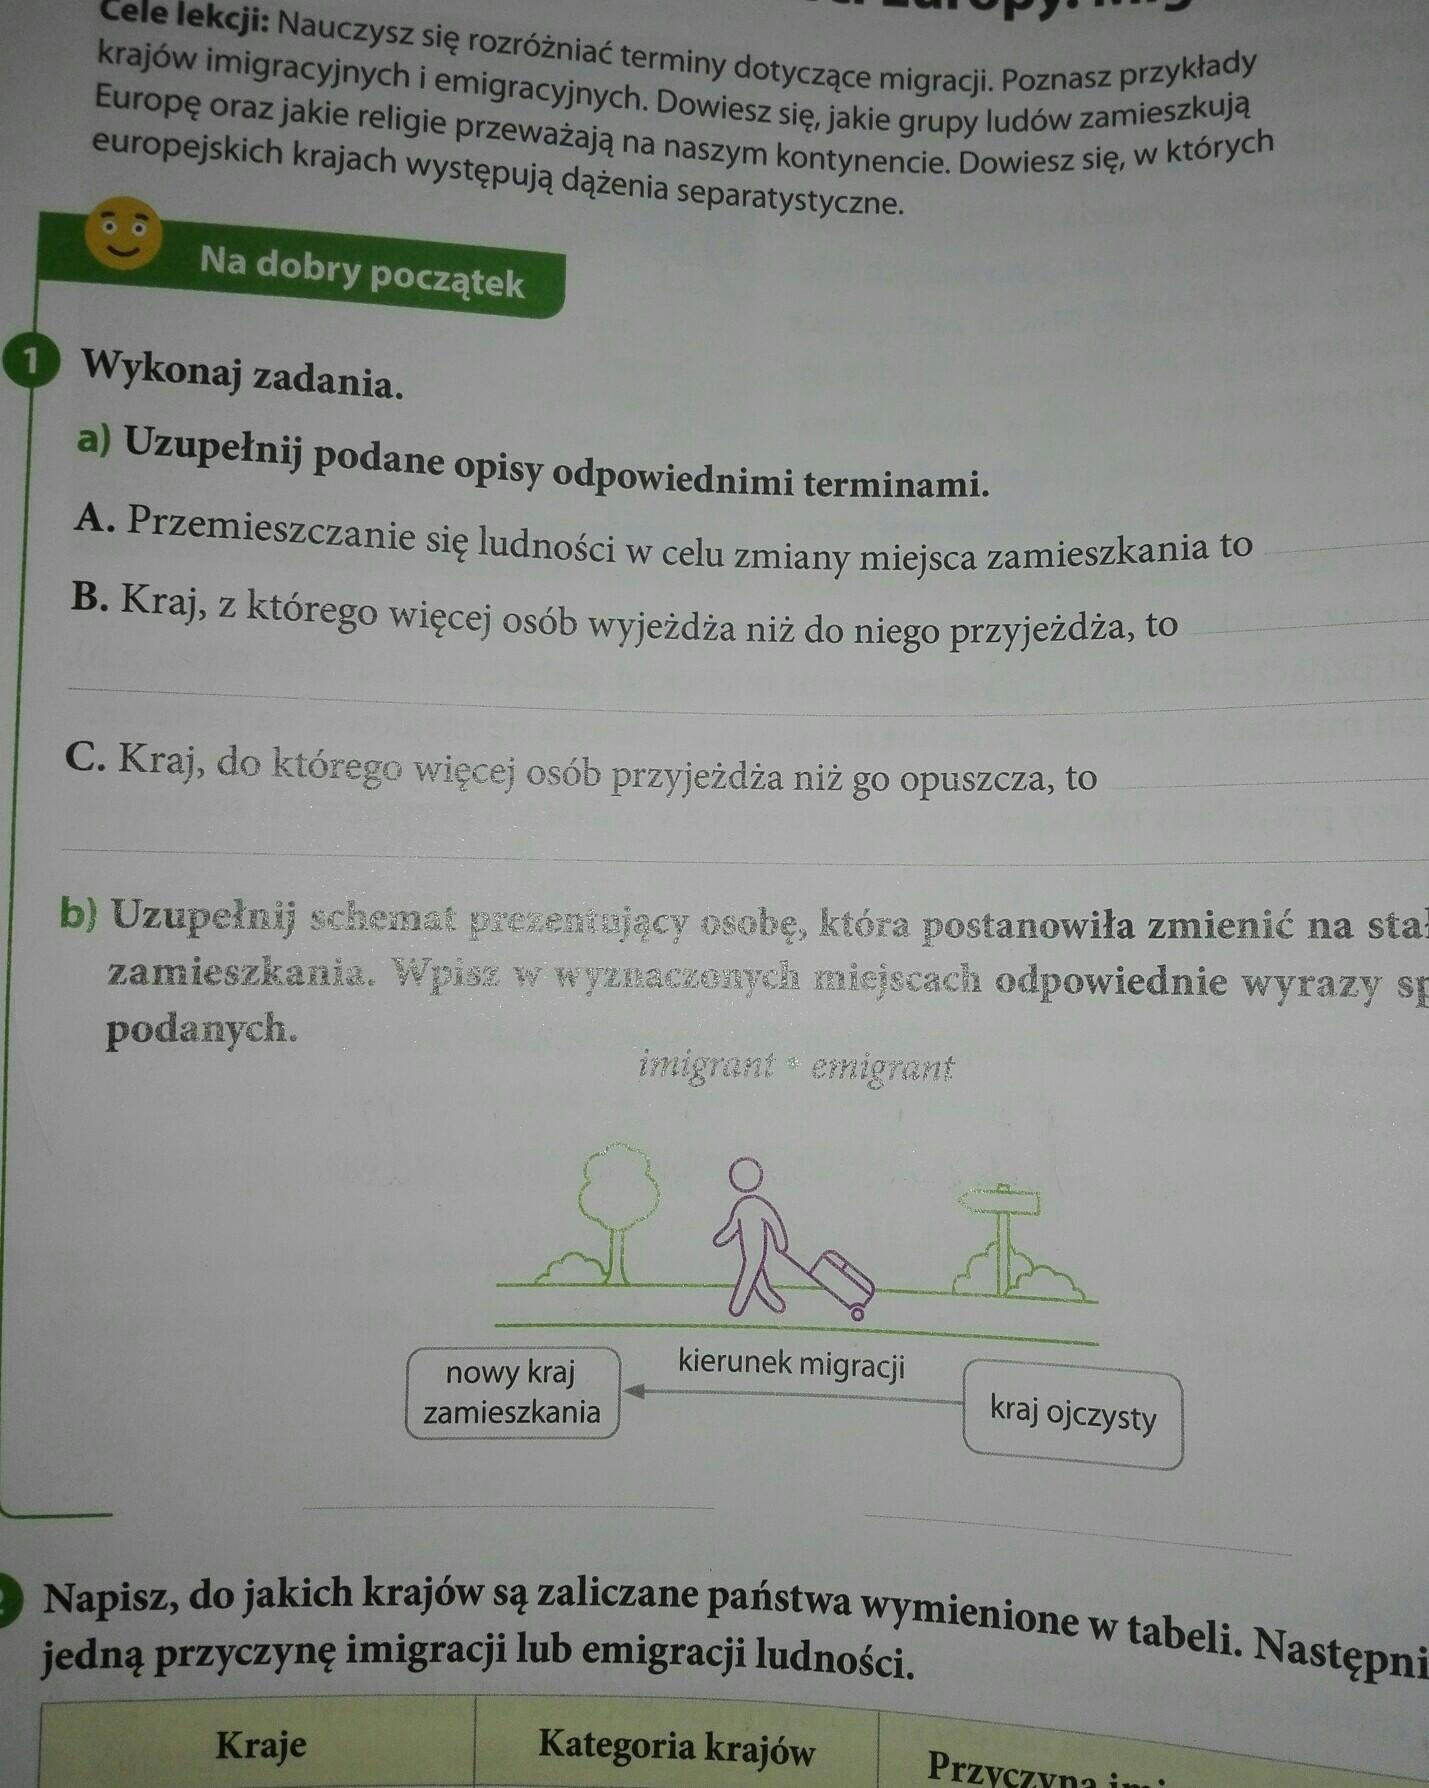 Cele lekcji: Nauczysz się rozróżniać terminy dotyczące migracji. Poznasz przykłady
krajów imigracyjnych i emigracyjnych. Dowiesz się, jakie grupy ludów zamieszkują
Europę oraz jakie religie przeważają na naszym kontynencie. Dowiesz się, w których
europejskich krajach występują dążenia separatystyczne.
Na dobry początek
1 Wykonaj zadania.
a) Uzupełnij podane opisy odpowiednimi terminami.
A. Przemieszczanie się ludności w celu zmiany miejsca zamieszkania to
B. Kraj, z którego więcej osób wyjeżdża niż do niego przyjeżdża, to
C. Kraj, do którego więcej osób przyjeżdża niż go opuszcza, to
b) Uzupełnij schemat prezentujący osobę, która postanowiła zmienić na
zamieszkania. Wpisz w wyznaczonych miejscach odpowiednie wyrazy
podanych.
imigrant • emigrant
nowy kraj
zamieszkania
kierunek migracji
kraj ojczysty
2 Napisz, do jakich krajów są zaliczane państwa wymienione w tabeli.
jedną przyczynę imigracji lub emigracji ludności.
Kraje
Kategoria krajów